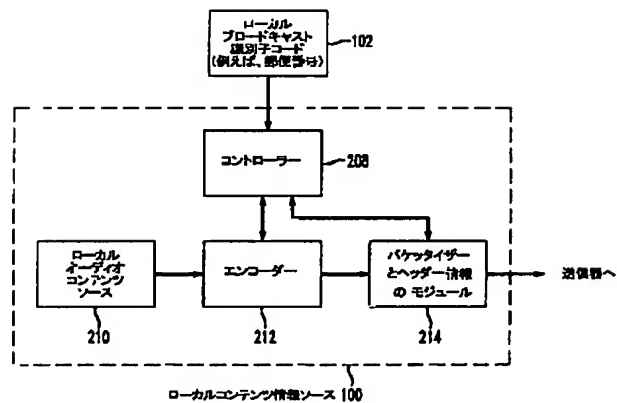 ローカル
ブロードキャスト
識別子コード
(例えば、郵便番号)
102
コントローラー
208
ローカル
オーディオ
コンテンツ
ソース
エンコーダー
パケッタイザー
とヘッダー情報
の モジュール
送信器へ
210
212
214
ローカルコンテンツ情報ソース 100